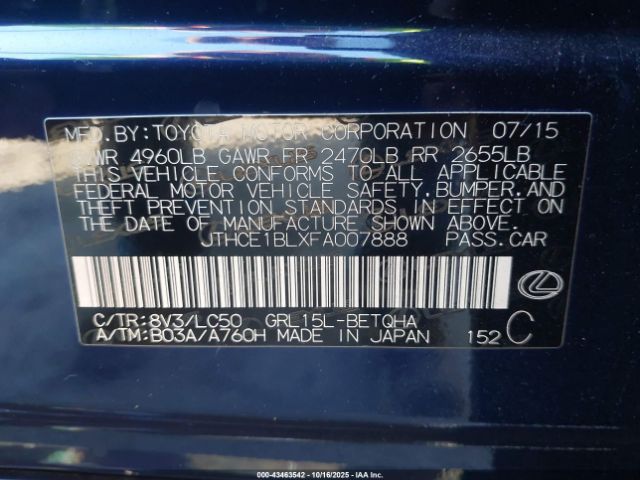 MFD.BY:TOYOTA MOTOR CORPORATION 07/15
GVWR 4960LB GAWR FR 2470LB RR 2655LB
THIS VEHICLE CONFORMS TO ALL APPLICABLE
FEDERAL MOTOR VEHICLE SAFETY,BUMPER,AND
THEFT PREVENTION STANDARDS IN EFFECT ON
THE DATE OF MANUFACTURE SHOWN ABOVE.
JTHCE1BLXFA007888 PASS.CAR
C/TR:8V3/LC50 GRL15L-BETQHA
A/TM:B03A/A760H MADE IN JAPAN 152 C
000-43463542 - 10/16/2025 - IAA Inc.